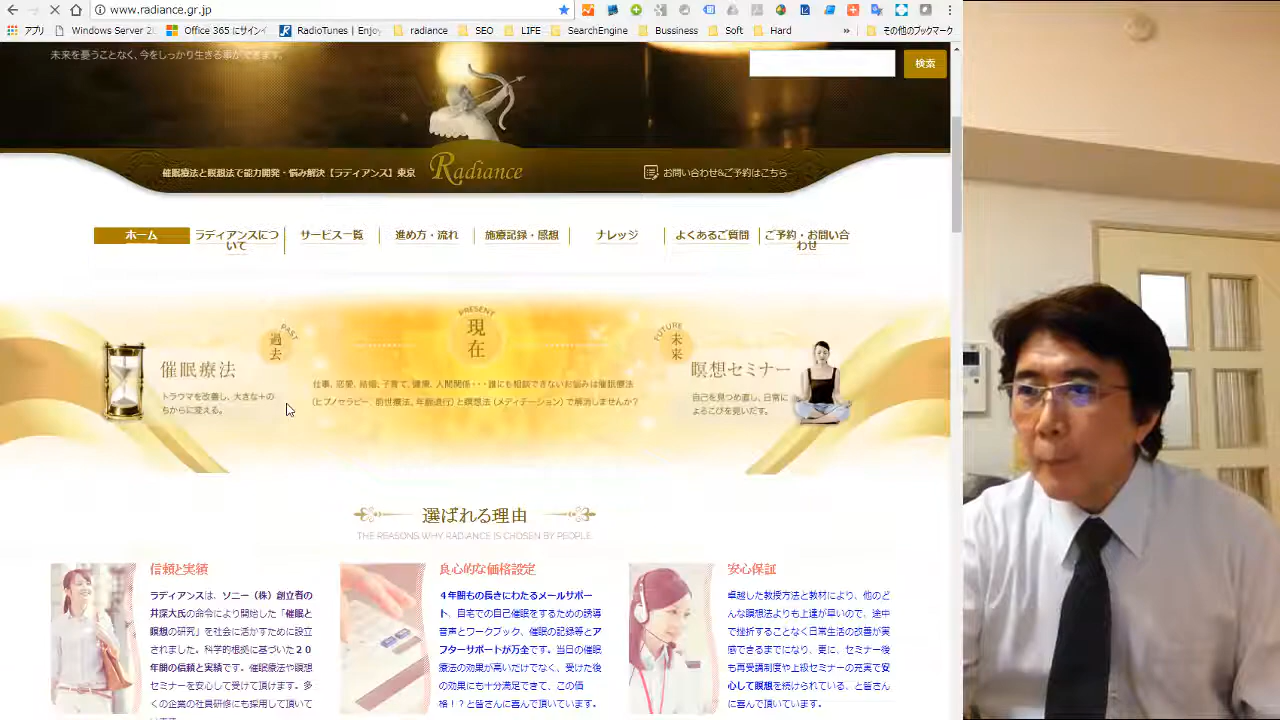 www.radiance.gr.jp
アプリ
Windows Server 20
Office 365 にサインイ
RadioTunes | Enjoy
radiance
SEO
LIFE
SearchEngine
Bussiness
Soft
Hard
»
その他のブックマーク
未来を憂うことなく、今をしっかり生きる事ができます。
検索
催眠療法と瞑想法で能力開発・悩み解決【ラディアンス】東京
Radiance
お問い合わせ&ご予約はこちら
ホーム
ラディアンスについて
サービス一覧
進め方・流れ
施療記録・感想
ナレッジ
よくあるご質問
ご予約・お問い合わせ
PAST
過去
催眠療法
トラウマを改善し、大きな+の
ちからに変える。
PRESENT
現在
仕事、恋愛、結婚、子育て、健康、人間関係・・・誰にも相談できないお悩みは催眠療法
(ヒプノセラピー、前世療法、年齢退行)と瞑想法(メディテーション)で解消しませんか?
FUTURE
未来
瞑想セミナー
自己を見つめ直し、日常に
よろこびを見いだす。
選ばれる理由
THE REASONS WHY RADIANCE IS CHOSEN BY PEOPLE
信頼と実績
ラディアンスは、ソニー(株)創立者の
井深大氏の命令により開始した「催眠と
瞑想の研究」を社会に活かすために設立
されました。科学的根拠に基づいた20
年間の信頼と実績です。催眠療法や瞑想
セミナーを安心して受けて頂けます。多
くの企業の社員研修にも採用して頂いて
良心的な価格設定
4年間もの長きにわたるメールサポー
ト、自宅での自己催眠をするための誘導
音声とワークブック、催眠の記録等とア
フターサポートが万全です。当日の催眠
療法の効果が高いだけでなく、受けた後
の効果にも十分満足できて、この価
格!?と皆さんに喜んで頂いています。
安心保証
卓越した教授方法と教材により、他のど
んな瞑想法よりも上達が早いので、途中
で挫折することなく日常生活の改善が実
感できるまでになり、更に、セミナー後
も再受講制度や上級セミナーの充実で安
心して瞑想を続けられている、と皆さん
に喜んで頂いています。